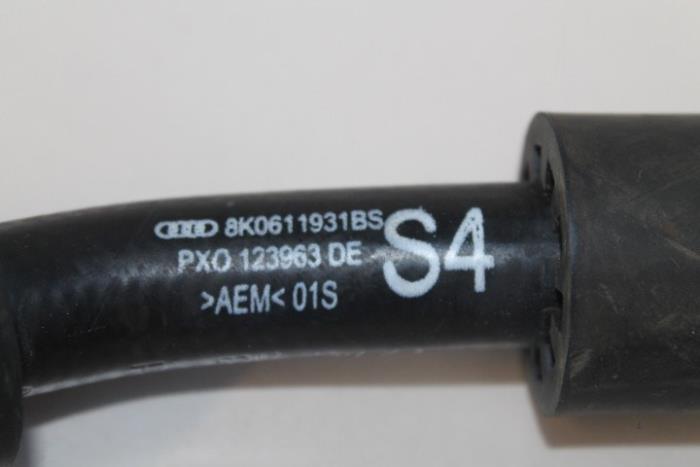 8K0611931BS
PXO 123963 DE
>AEM< 01S
S4